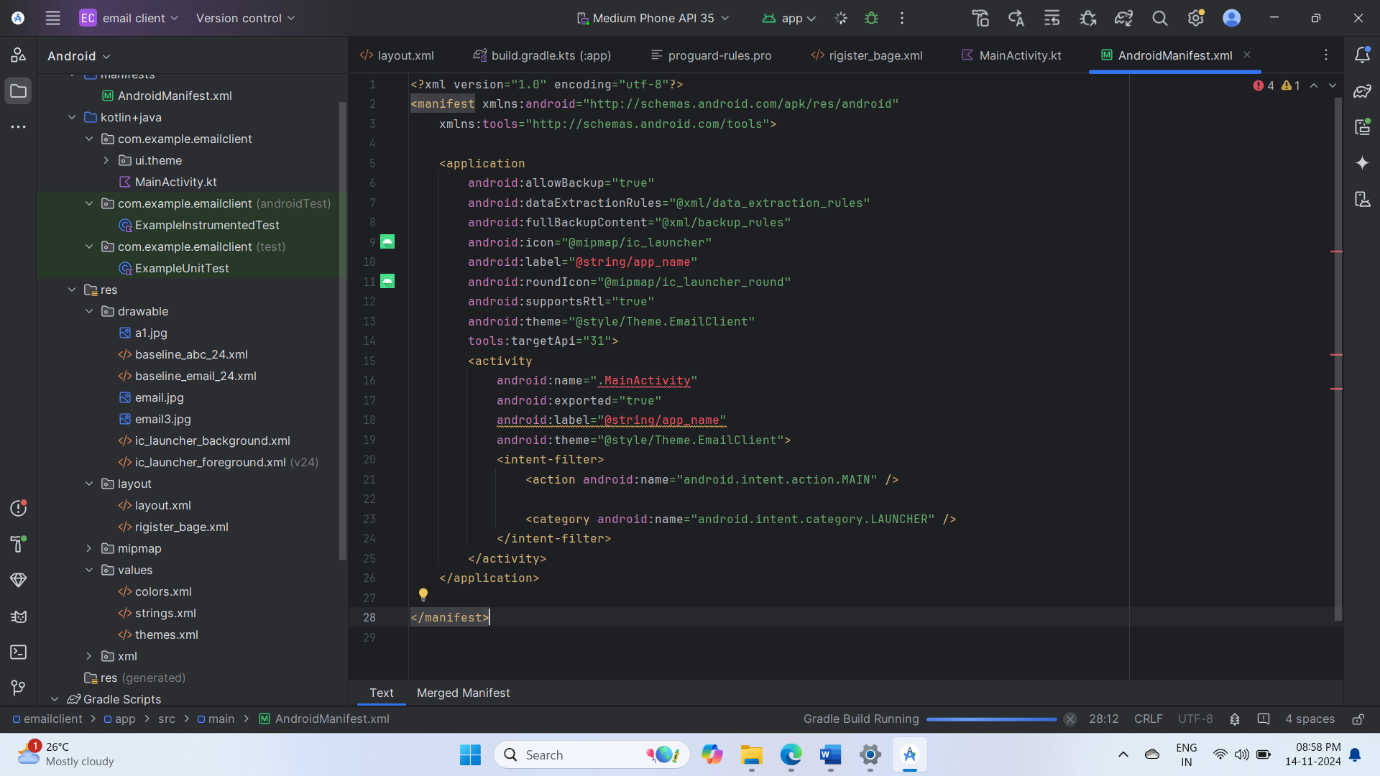 EC email client Version control Medium Phone API 35 app
Android
layout.xml build.gradle.kts (:app) proguard-rules.pro rigister_bage.xml MainActivity.kt AndroidManifest.xml
manifests
AndroidManifest.xml
kotlin+java
com.example.emailclient
ui.theme
MainActivity.kt
com.example.emailclient (androidTest)
ExampleInstrumentedTest
com.example.emailclient (test)
ExampleUnitTest
res
drawable
a1.jpg
baseline_abc_24.xml
baseline_email_24.xml
email.jpg
email3.jpg
ic_launcher_background.xml
ic_launcher_foreground.xml (v24)
layout
layout.xml
rigister_bage.xml
mipmap
values
colors.xml
strings.xml
themes.xml
xml
res (generated)
Gradle Scripts
4 1
1 <?xml version="1.0" encoding="utf-8"?>
2 <manifest xmlns:android="http://schemas.android.com/apk/res/android"
3 xmlns:tools="http://schemas.android.com/tools">
4
5 <application
6 android:allowBackup="true"
7 android:dataExtractionRules="@xml/data_extraction_rules"
8 android:fullBackupContent="@xml/backup_rules"
9 android:icon="@mipmap/ic_launcher"
10 android:label="@string/app_name"
11 android:roundIcon="@mipmap/ic_launcher_round"
12 android:supportsRtl="true"
13 android:theme="@style/Theme.EmailClient"
14 tools:targetApi="31">
15 <activity
16 android:name=".MainActivity"
17 android:exported="true"
18 android:label="@string/app_name"
19 android:theme="@style/Theme.EmailClient">
20 <intent-filter>
21 <action android:name="android.intent.action.MAIN" />
22
23 <category android:name="android.intent.category.LAUNCHER" />
24 </intent-filter>
25 </activity>
26 </application>
27
28 </manifest>
29
Text Merged Manifest
emailclient > app > src > main > AndroidManifest.xml Gradle Build Running 28:12 CRLF UTF-8 4 spaces
1 26°C
Mostly cloudy
Search
ENG
IN
08:58 PM
14-11-2024